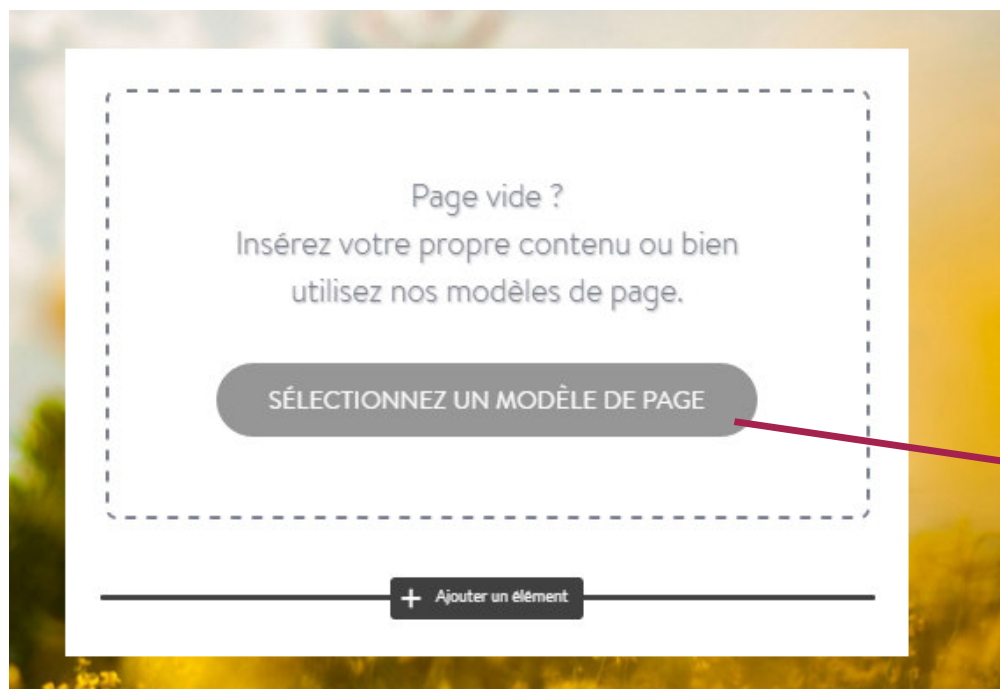 Page vide ?
Insérez votre propre contenu ou bien
utilisez nos modèles de page.
SÉLECTIONNEZ UN MODÈLE DE PAGE
+ Ajouter un élément